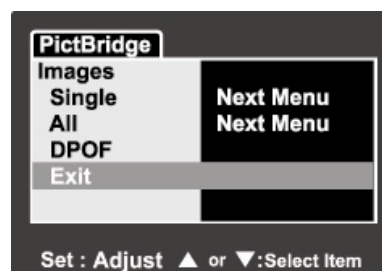 PictBridge
Images
Single Next Menu
All Next Menu
DPOF
Exit
Set : Adjust ▲ or ▼:Select Item